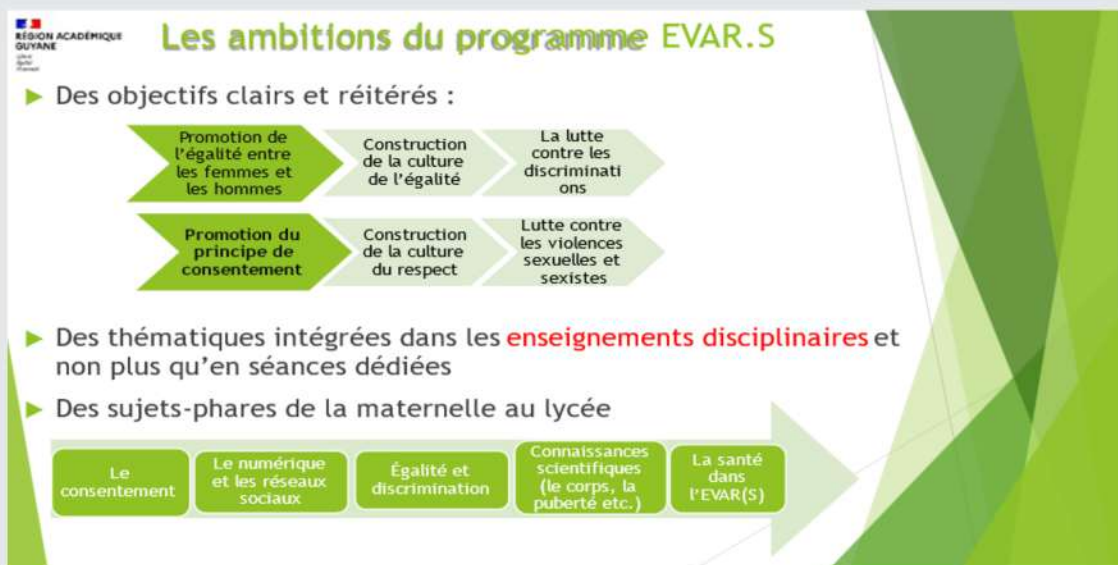 RÉGION ACADÉMIQUE
GUYANE
Les ambitions du programme EVAR.S
Des objectifs clairs et réitérés :
Promotion de
l'égalité entre
les femmes et
les hommes
Construction
de la culture
de l'égalité
La lutte
contre les
discriminati
ons
Promotion du
principe de
consentement
Construction
de la culture
du respect
Lutte contre
les violences
sexuelles et
sexistes
Des thématiques intégrées dans les enseignements disciplinaires et
non plus qu'en séances dédiées
Des sujets-phares de la maternelle au lycée
Le
consentement
Le numérique
et les réseaux
sociaux
Égalité et
discrimination
Connaissances
scientifiques
(le corps, la
puberté etc.)
La santé
dans
l'EVAR(S)